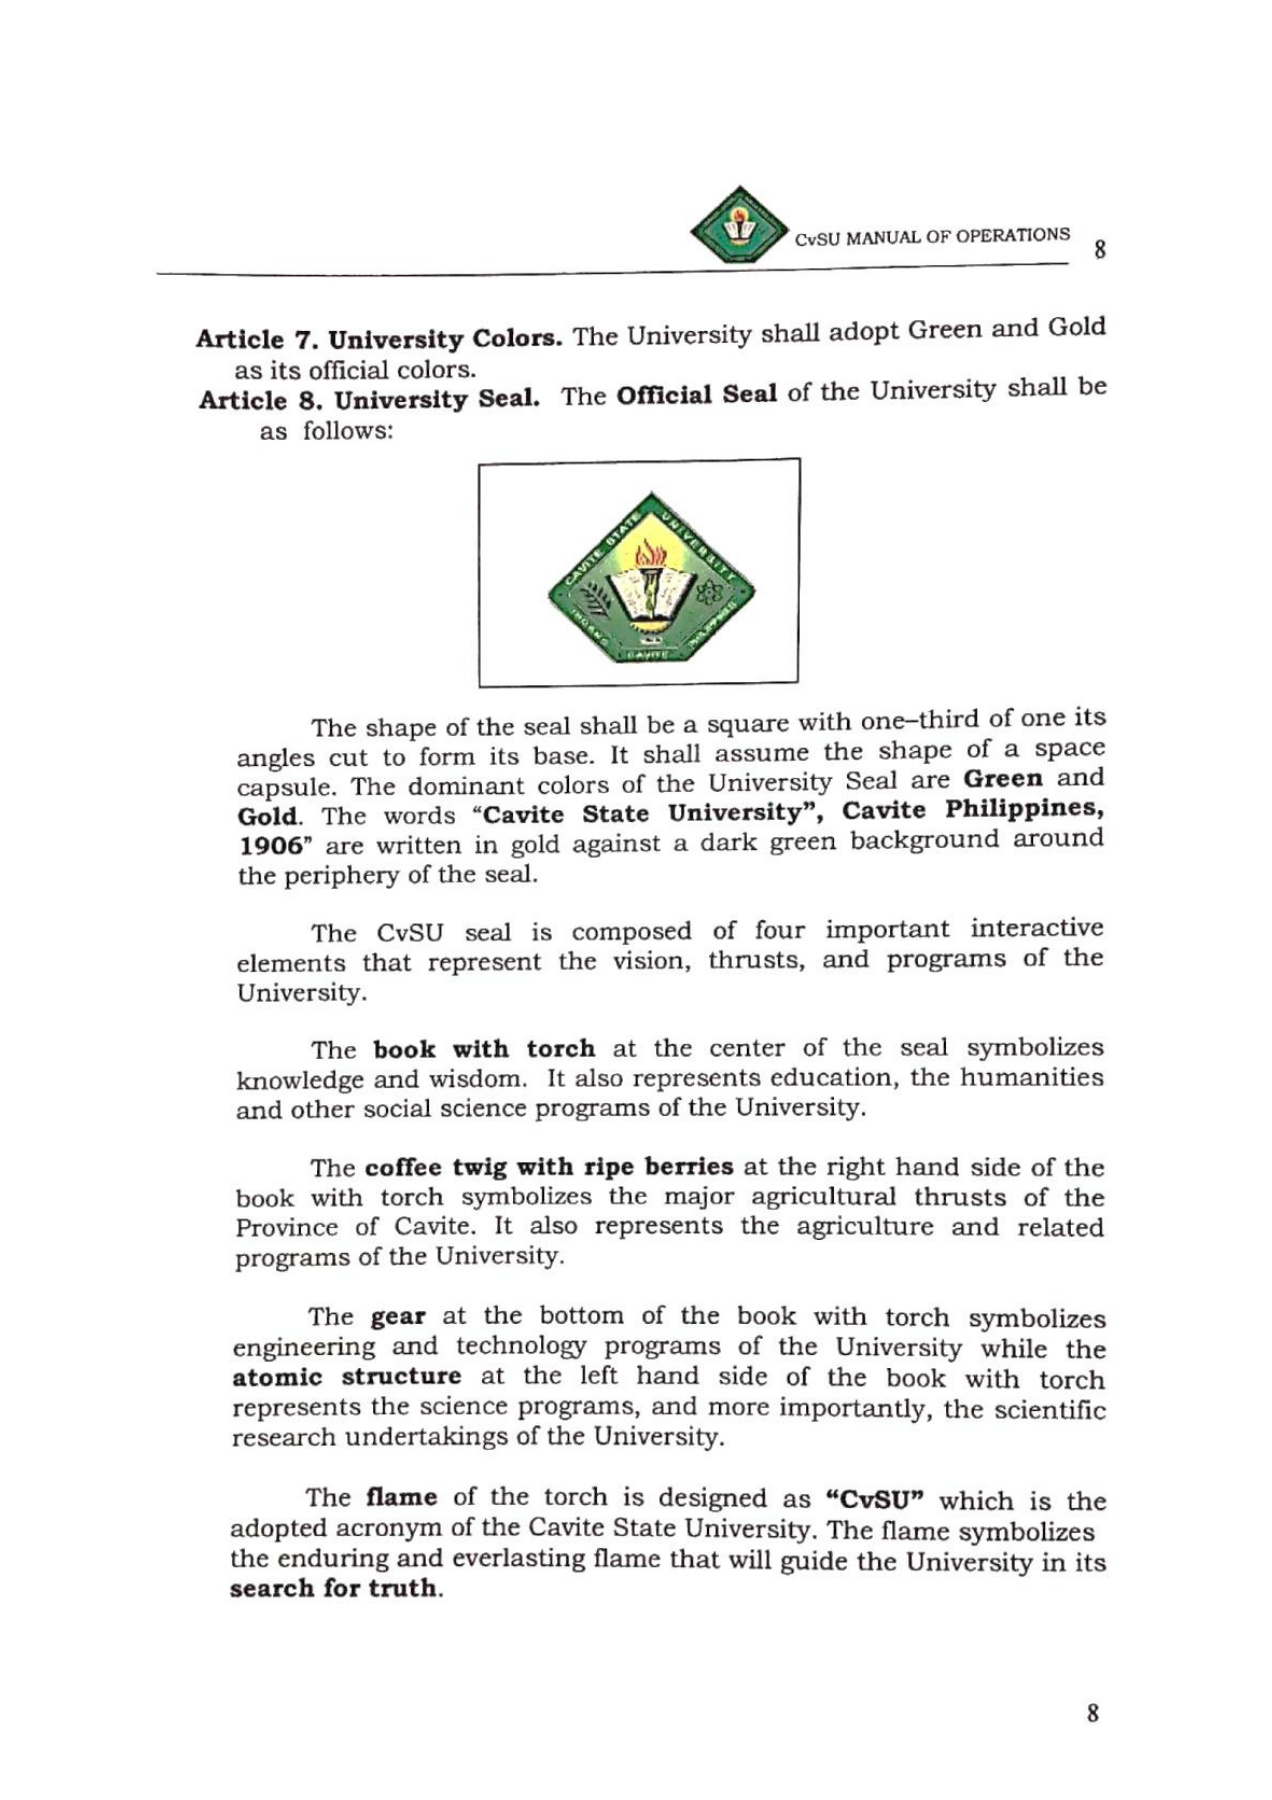 CvSU MANUAL OF OPERATIONS 8
Article 7. University Colors. The University shall adopt Green and Gold
as its official colors.
Article 8. University Seal. The Official Seal of the University shall be
as follows:
CAVITE STATE UNIVERSITY
CAVITE
The shape of the seal shall be a square with one–third of one its
angles cut to form its base. It shall assume the shape of a space
capsule. The dominant colors of the University Seal are Green and
Gold. The words “Cavite State University”, Cavite Philippines,
1906” are written in gold against a dark green background around
the periphery of the seal.
The CvSU seal is composed of four important interactive
elements that represent the vision, thrusts, and programs of the
University.
The book with torch at the center of the seal symbolizes
knowledge and wisdom. It also represents education, the humanities
and other social science programs of the University.
The coffee twig with ripe berries at the right hand side of the
book with torch symbolizes the major agricultural thrusts of the
Province of Cavite. It also represents the agriculture and related
programs of the University.
The gear at the bottom of the book with torch symbolizes
engineering and technology programs of the University while the
atomic structure at the left hand side of the book with torch
represents the science programs, and more importantly, the scientific
research undertakings of the University.
The flame of the torch is designed as “CvSU” which is the
adopted acronym of the Cavite State University. The flame symbolizes
the enduring and everlasting flame that will guide the University in its
search for truth.
8